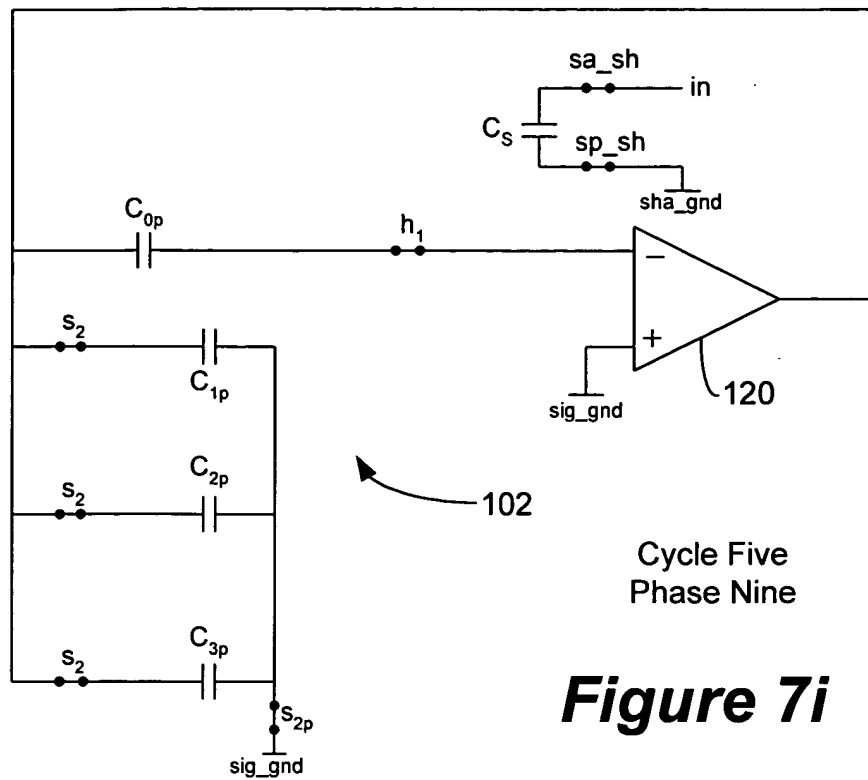 sa_sh
in
C_S
sp_sh
sha_gnd
C_0p
h_1
−
s_2
C_1p
+
sig_gnd
120
C_2p
s_2
102
Cycle Five
Phase Nine
C_3p
s_2
s_2p
sig_gnd
Figure 7i